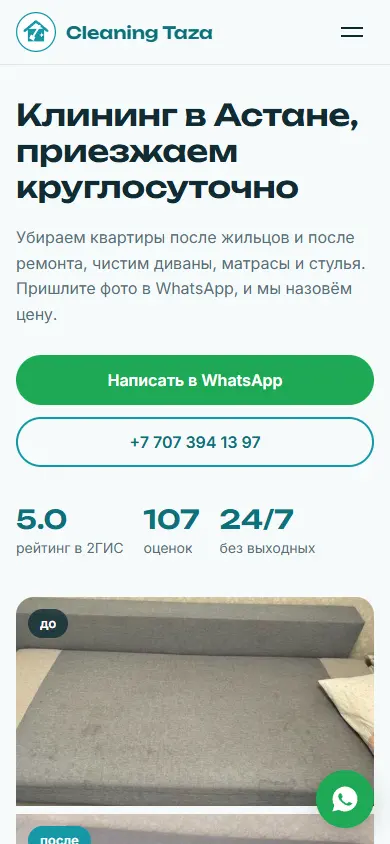 Cleaning Taza
Клининг в Астане,
приезжаем
круглосуточно
Убираем квартиры после жильцов и после
ремонта, чистим диваны, матрасы и стулья.
Пришлите фото в WhatsApp, и мы назовём
цену.
Написать в WhatsApp
+7 707 394 13 97
5.0 107 24/7
рейтинг в 2ГИС оценок без выходных
до
после